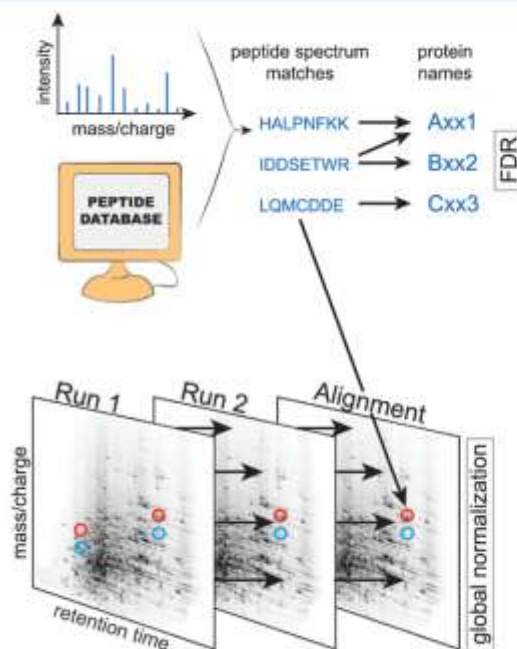 intensity
mass/charge
PEPTIDE
DATABASE
peptide spectrum
matches
protein
names
HALPNFKK
Axx1
IDDSETWR
Bxx2
LQMCDDE
Cxx3
FDR
Run 1
Run 2
Alignment
mass/charge
retention time
global normalization